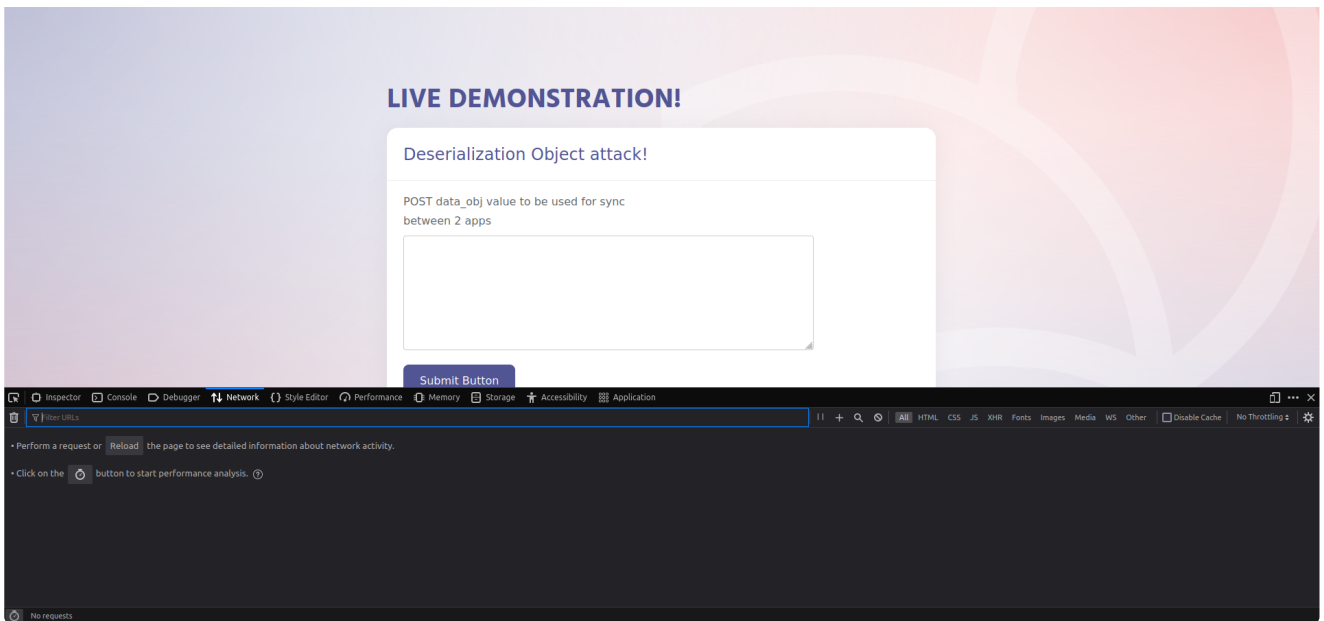 LIVE DEMONSTRATION!
Deserialization Object attack!
POST data_obj value to be used for sync
between 2 apps
Submit Button
Inspector Console Debugger Network {} Style Editor Performance Memory Storage Accessibility Application
Filter URLs All HTML CSS JS XHR Fonts Images Media WS Other Disable Cache No Throttling
• Perform a request or Reload the page to see detailed information about network activity.
• Click on the button to start performance analysis. ?
No requests